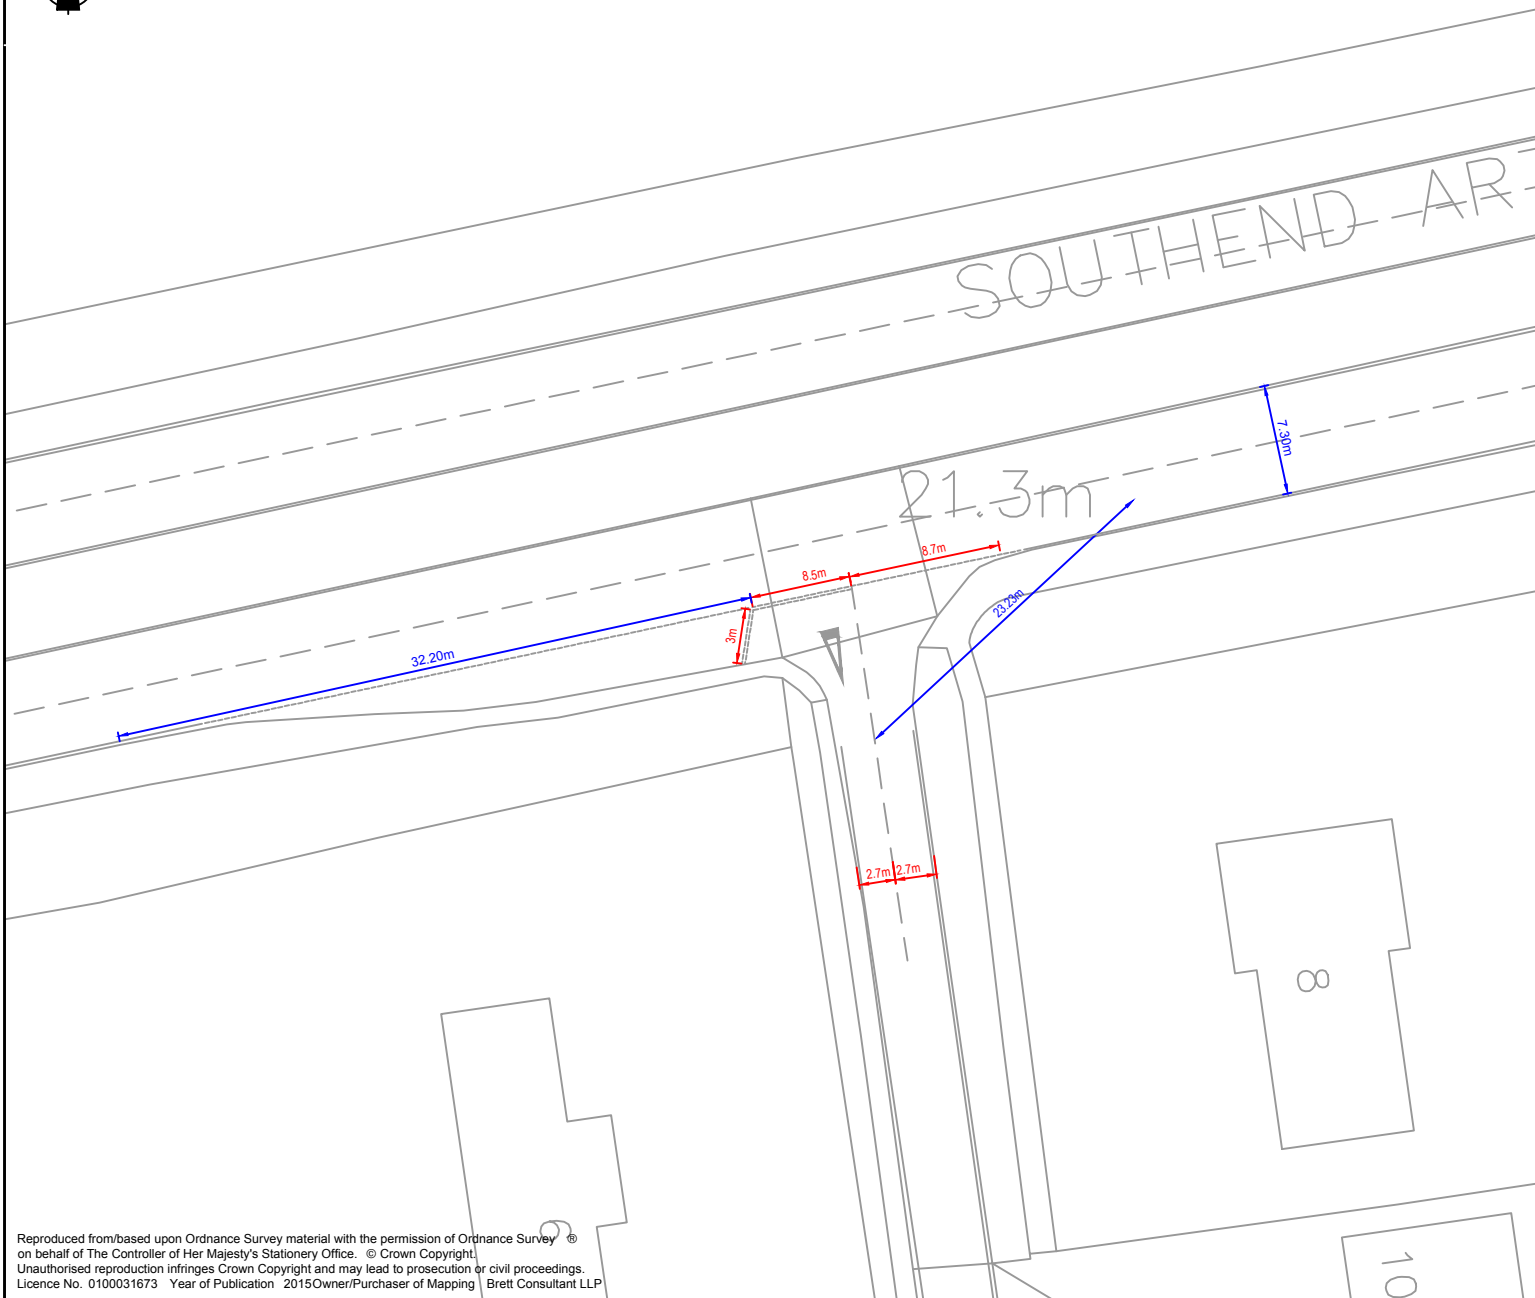 SOUTHEND AR
7.30m
21.3m
8.7m
8.5m
23.23m
3m
32.20m
2.7m 2.7m
8
9
10
Reproduced from/based upon Ordnance Survey material with the permission of Ordnance Survey ®
on behalf of The Controller of Her Majesty's Stationery Office. © Crown Copyright.
Unauthorised reproduction infringes Crown Copyright and may lead to prosecution or civil proceedings.
Licence No. 0100031673 Year of Publication 2015Owner/Purchaser of Mapping Brett Consultant LLP